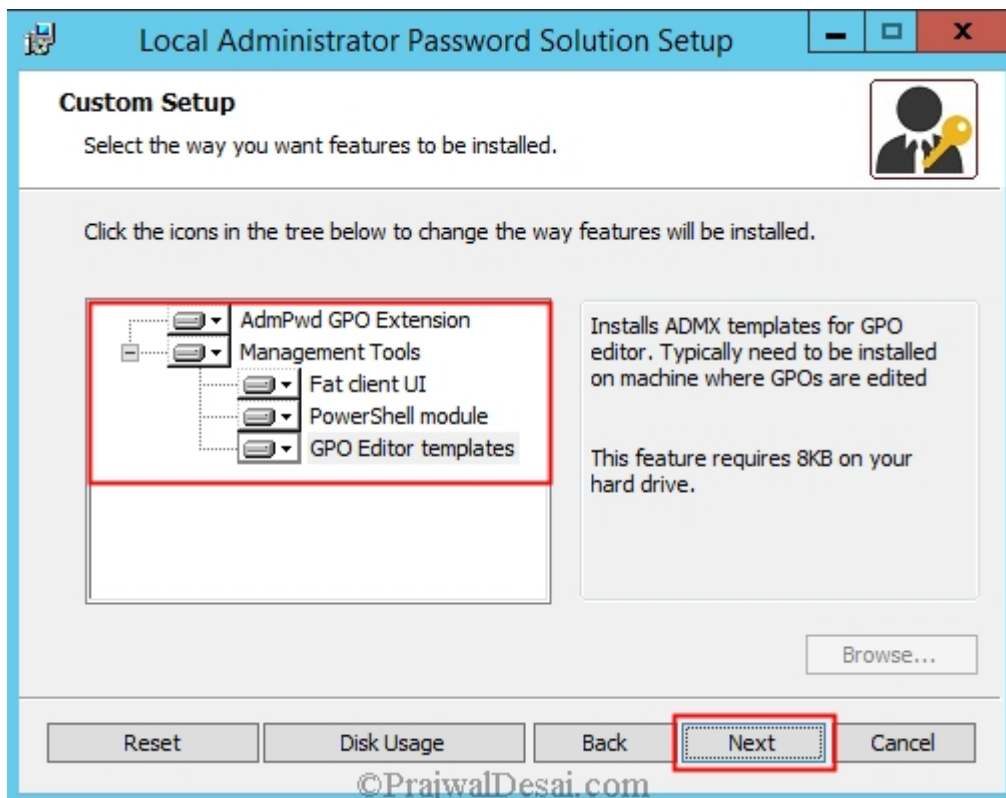 Local Administrator Password Solution Setup
Custom Setup
Select the way you want features to be installed.
Click the icons in the tree below to change the way features will be installed.
AdmPwd GPO Extension
Management Tools
Fat client UI
PowerShell module
GPO Editor templates
Installs ADMX templates for GPO
editor. Typically need to be installed
on machine where GPOs are edited
This feature requires 8KB on your
hard drive.
Browse...
Reset Disk Usage Back Next Cancel
©PrajwalDesai.com